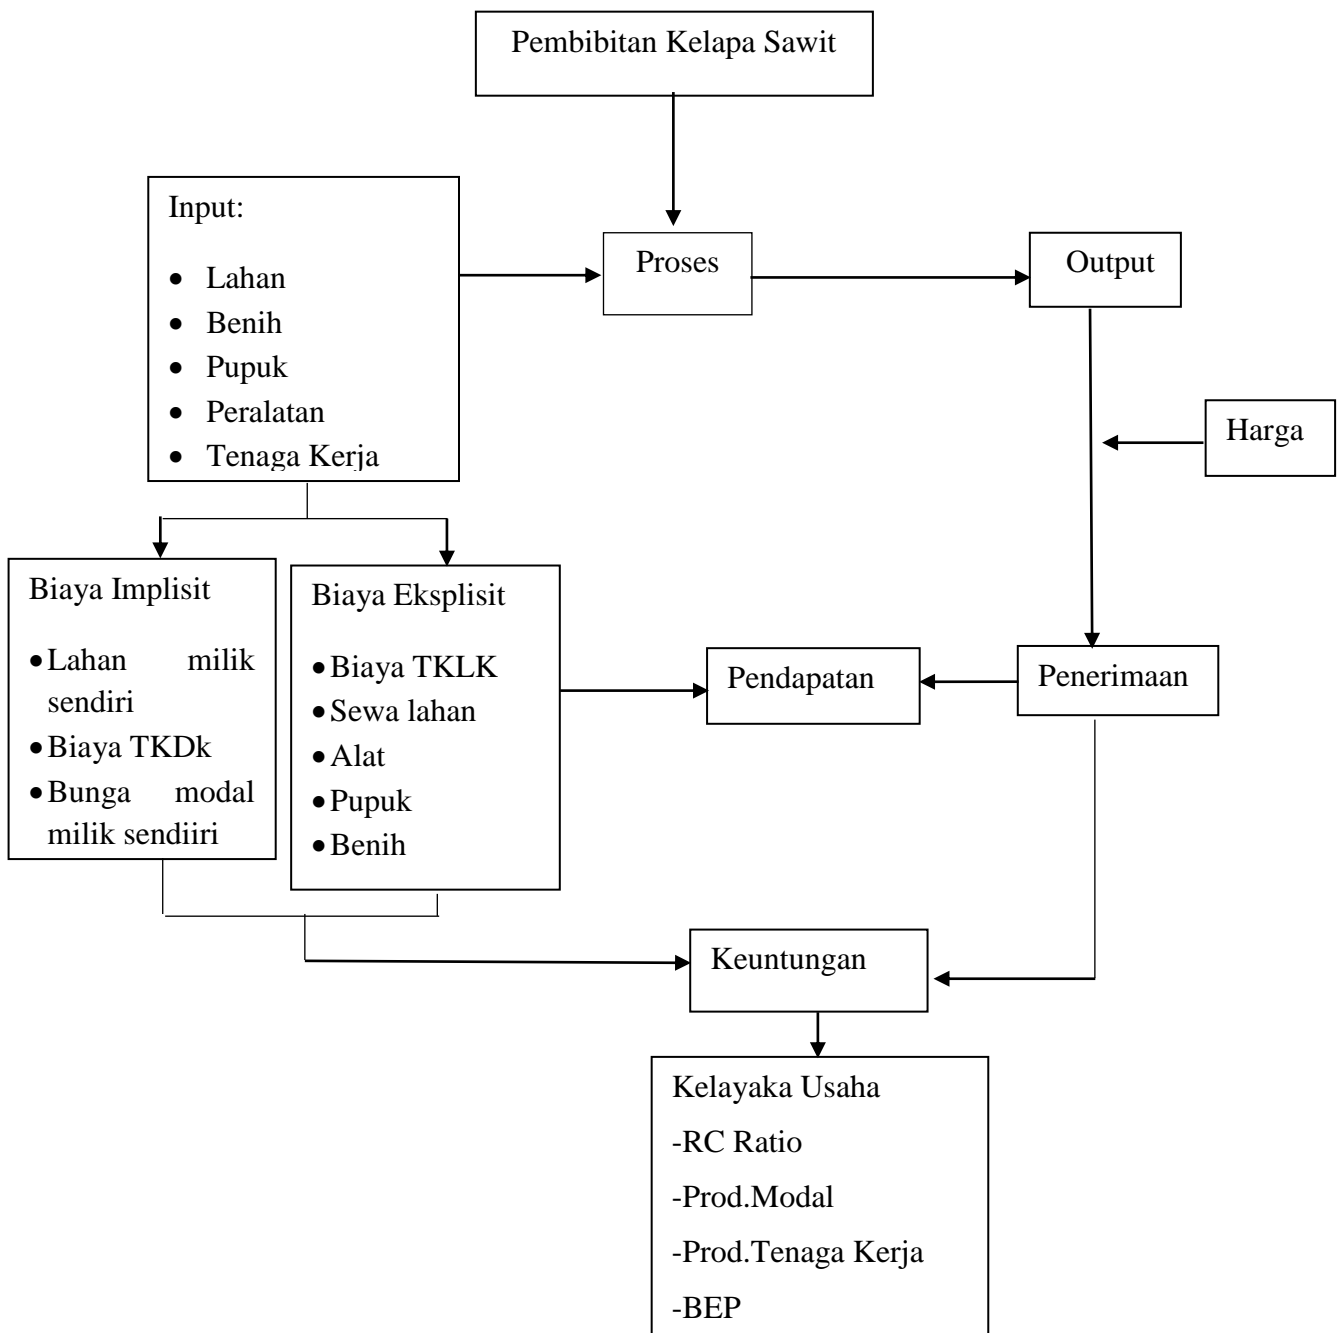 Pembibitan Kelapa Sawit
Input:
• Lahan
• Benih
• Pupuk
• Peralatan
• Tenaga Kerja
Proses
Output
Harga
Biaya Implisit
• Lahan milik
sendiri
• Biaya TKDk
• Bunga modal
milik sendiiri
Biaya Eksplisit
• Biaya TKLK
• Sewa lahan
• Alat
• Pupuk
• Benih
Pendapatan
Penerimaan
Keuntungan
Kelayaka Usaha
-RC Ratio
-Prod.Modal
-Prod.Tenaga Kerja
-BEP